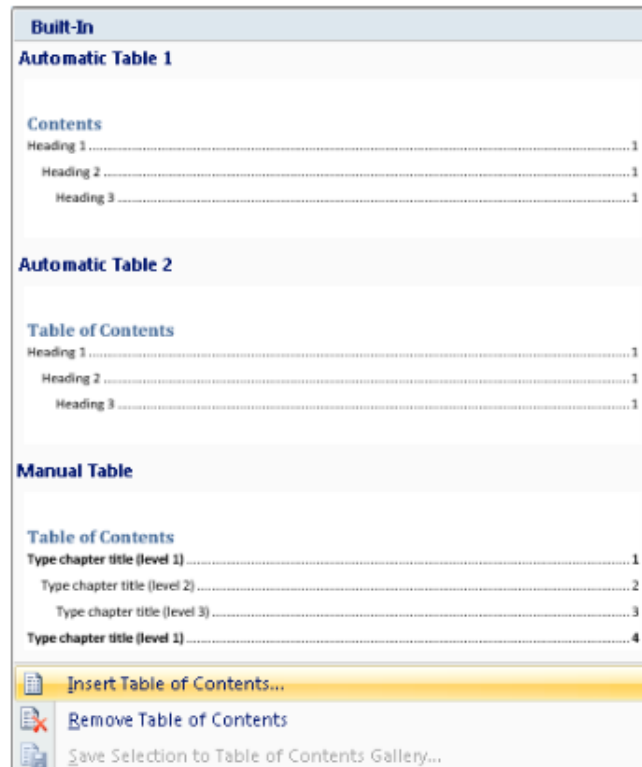 Built-In
Automatic Table 1
Contents
Heading 1 ........................................ 1
Heading 2 ........................................ 1
Heading 3 ........................................ 1
Automatic Table 2
Table of Contents
Heading 1 ........................................ 1
Heading 2 ........................................ 1
Heading 3 ........................................ 1
Manual Table
Table of Contents
Type chapter title (level 1) ........................................ 1
Type chapter title (level 2) ........................................ 2
Type chapter title (level 3) ........................................ 3
Type chapter title (level 1) ........................................ 4
Insert Table of Contents...
Remove Table of Contents
Save Selection to Table of Contents Gallery...